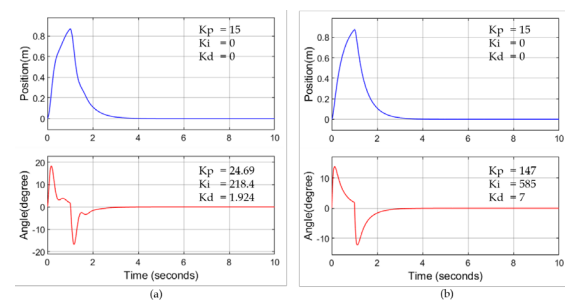 Position(m)
0.8
0.6
0.4
0.2
0
0 2 4 6 8 10
Kp = 15
Ki = 0
Kd = 0
Angle(degree)
20
10
0
-10
-20
0 2 4 6 8 10
Kp = 24.69
Ki = 218.4
Kd = 1.924
Time (seconds)
(a)
Position(m)
0.8
0.6
0.4
0.2
0
0 2 4 6 8 10
Kp = 15
Ki = 0
Kd = 0
Angle(degree)
10
0
-10
0 2 4 6 8 10
Kp = 147
Ki = 585
Kd = 7
Time (seconds)
(b)